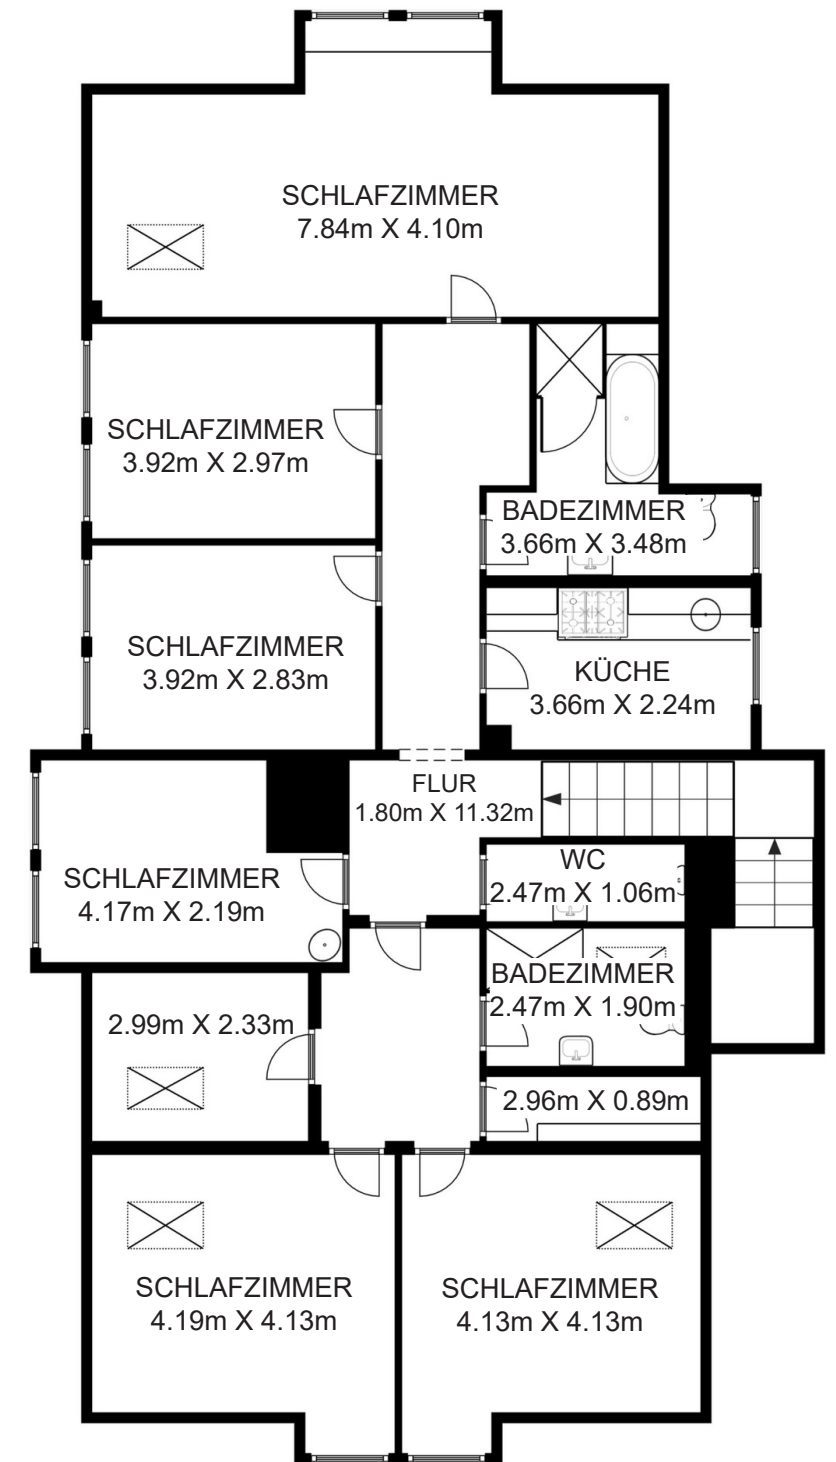 SCHLAFZIMMER
7.84m X 4.10m
SCHLAFZIMMER
3.92m X 2.97m
BADEZIMMER
3.66m X 3.48m
SCHLAFZIMMER
3.92m X 2.83m
KÜCHE
3.66m X 2.24m
FLUR
1.80m X 11.32m
SCHLAFZIMMER
4.17m X 2.19m
WC
2.47m X 1.06m
BADEZIMMER
2.47m X 1.90m
2.99m X 2.33m
2.96m X 0.89m
SCHLAFZIMMER
4.19m X 4.13m
SCHLAFZIMMER
4.13m X 4.13m